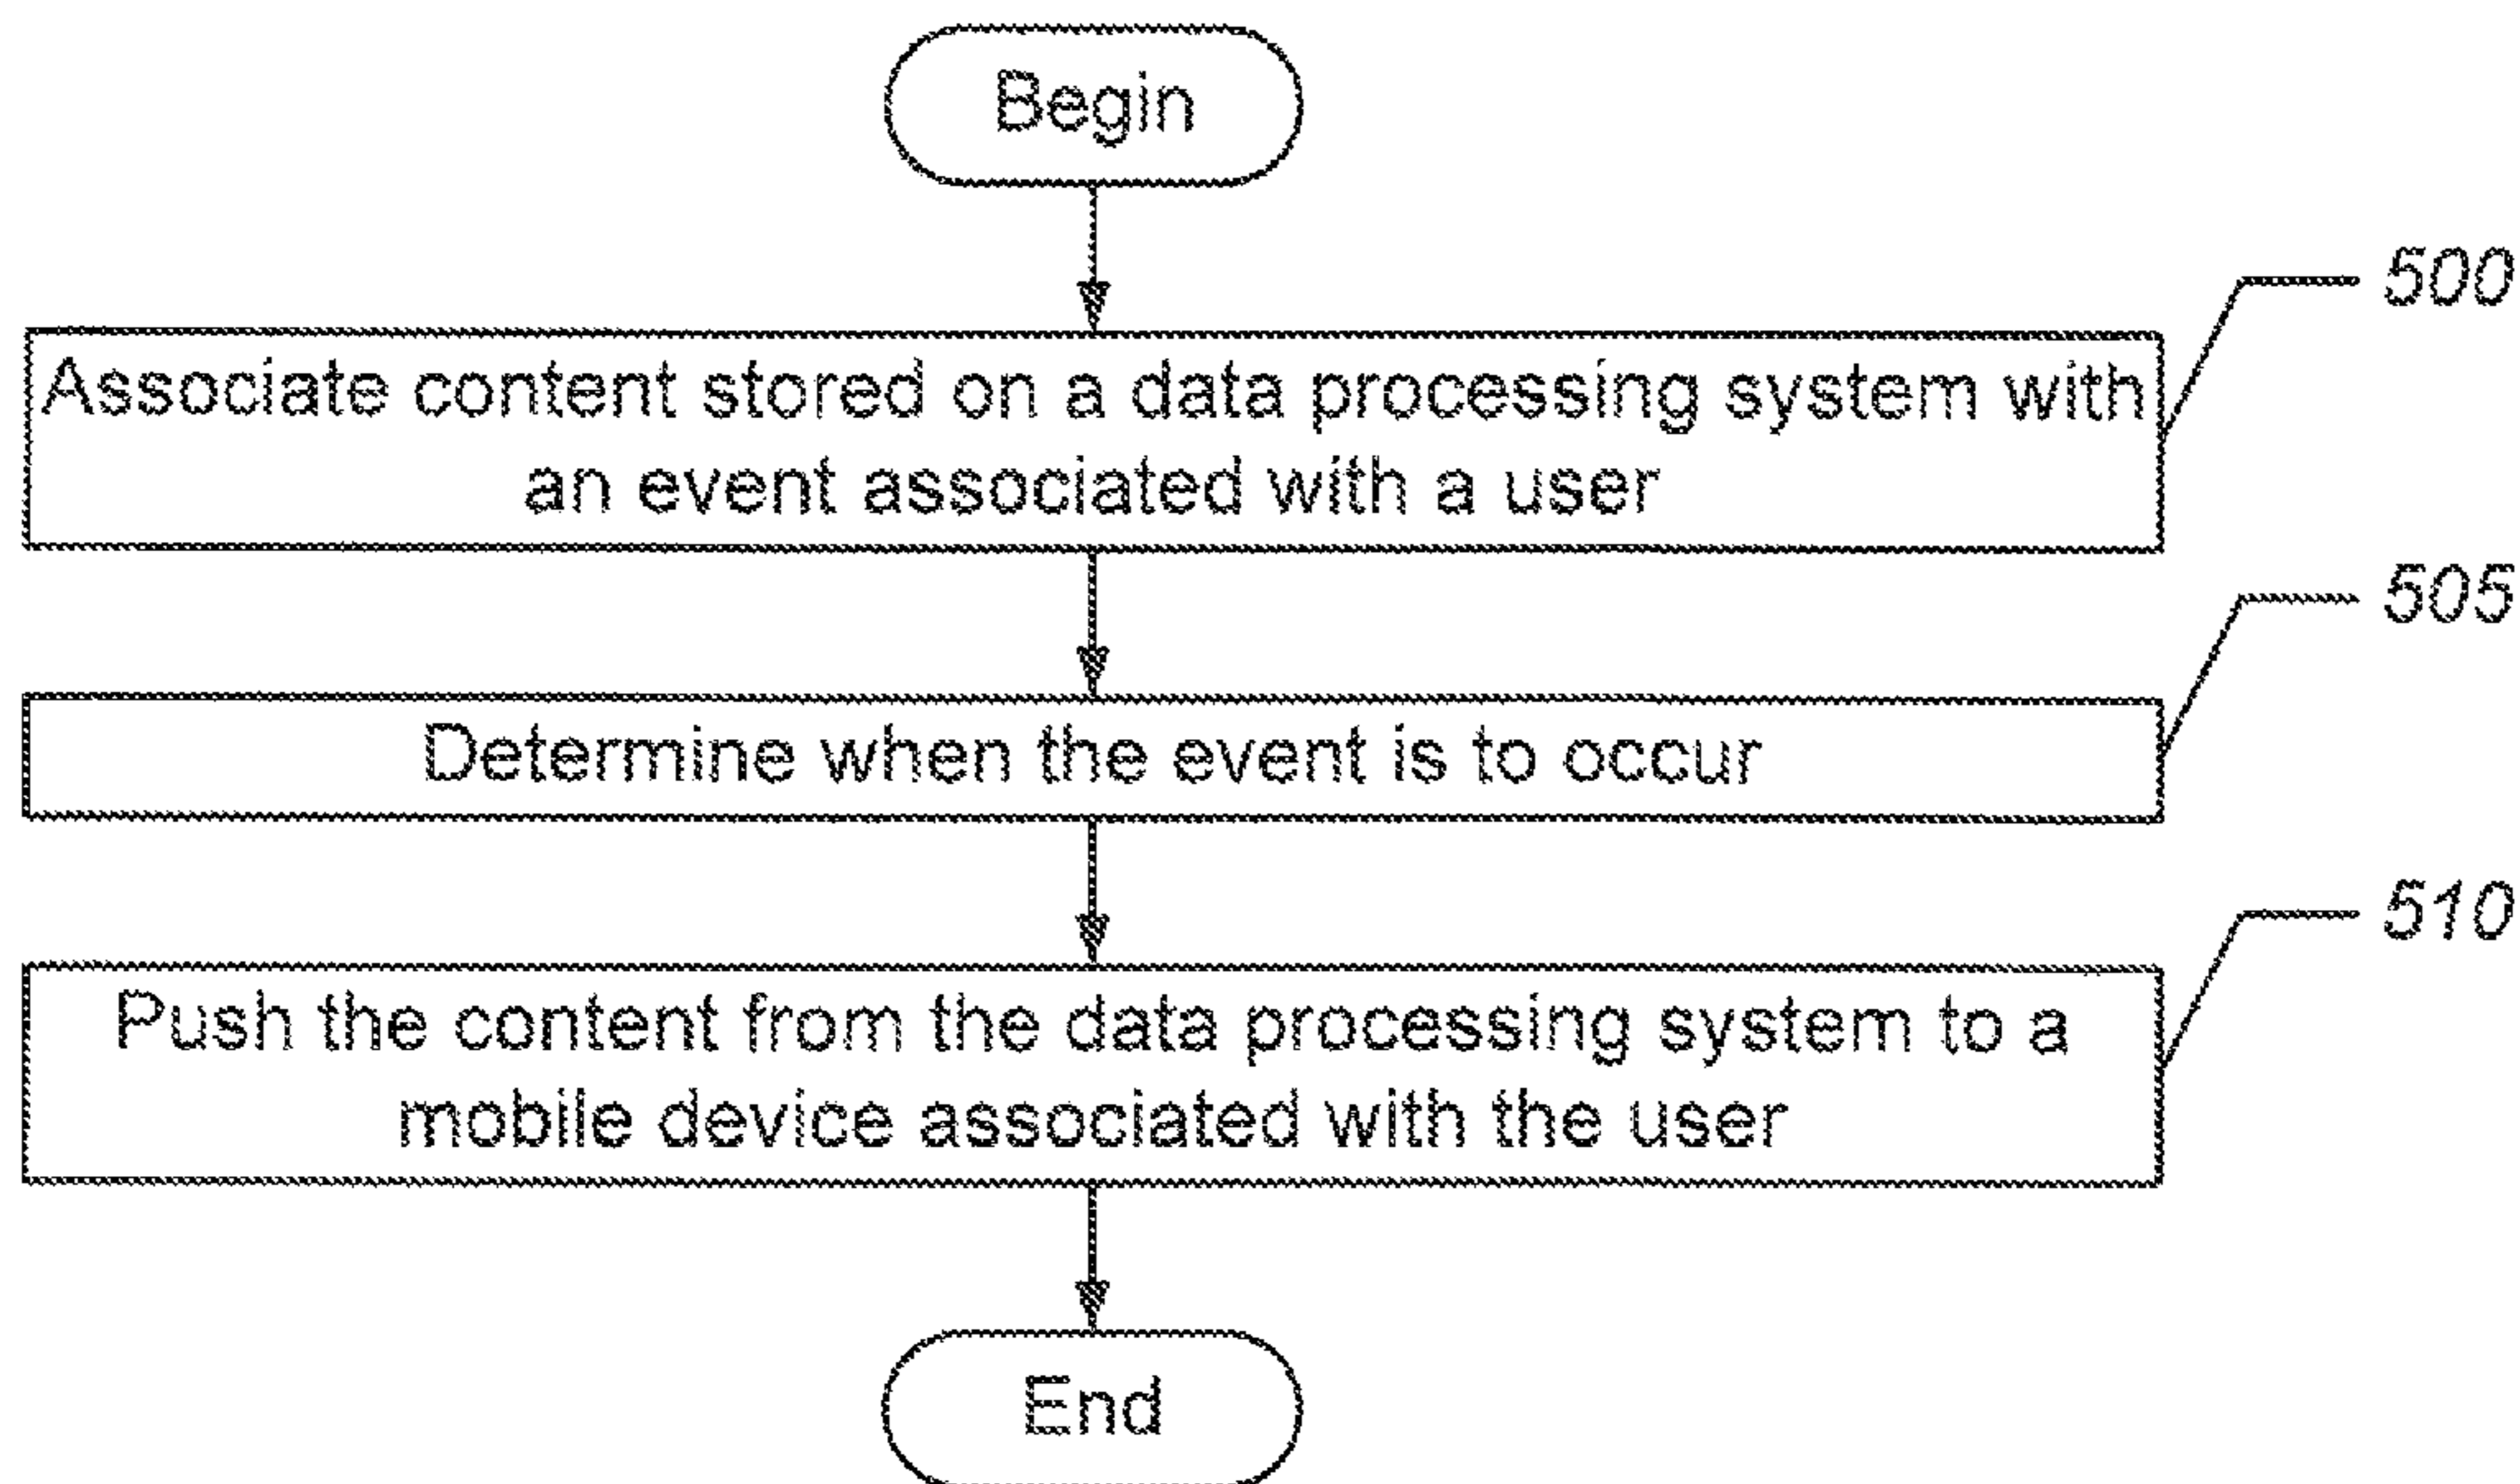 Begin
500
Associate content stored on a data processing system with
an event associated with a user
505
Determine when the event is to occur
510
Push the content from the data processing system to a
mobile device associated with the user
End